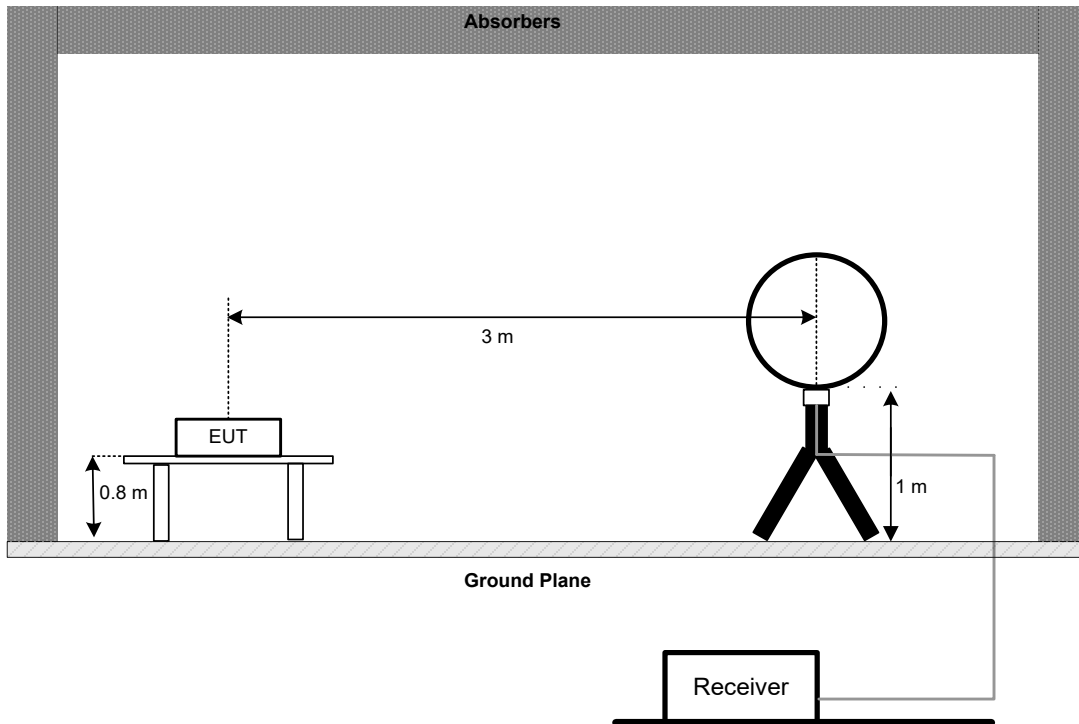 Absorbers
3 m
EUT
0.8 m
1 m
Ground Plane
Receiver